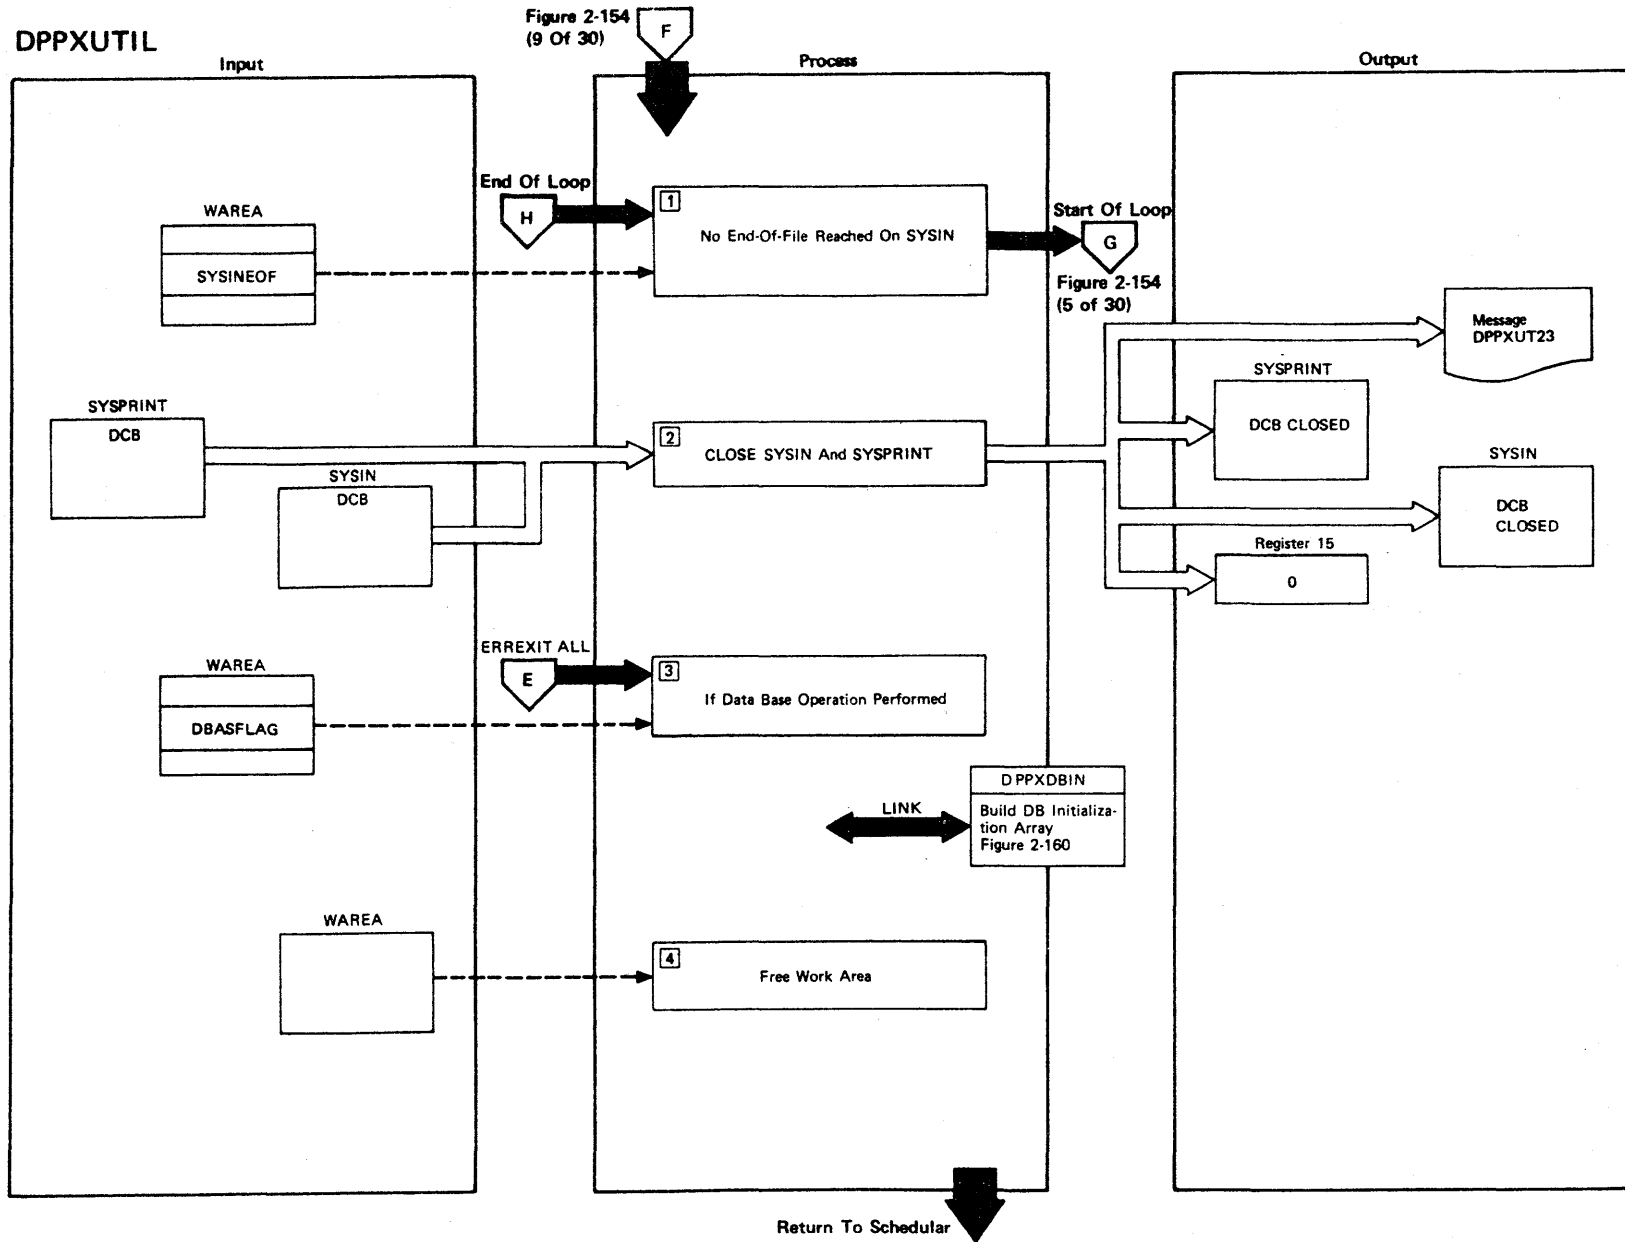 DPPXUTIL
Figure 2-154
(9 Of 30)
F
Input
Process
Output
End Of Loop
H
WAREA
SYSINEOF
1
No End-Of-File Reached On SYSIN
Start Of Loop
G
Figure 2-154
(5 of 30)
Message
DPPXUT23
SYSPRINT
DCB
SYSIN
DCB
2
CLOSE SYSIN And SYSPRINT
SYSPRINT
DCB CLOSED
SYSIN
DCB
CLOSED
Register 15
0
ERREXIT ALL
E
WAREA
DBASFLAG
3
If Data Base Operation Performed
LINK
DPPXDBIN
Build DB Initializa-
tion Array
Figure 2-160
WAREA
4
Free Work Area
Return To Schedular